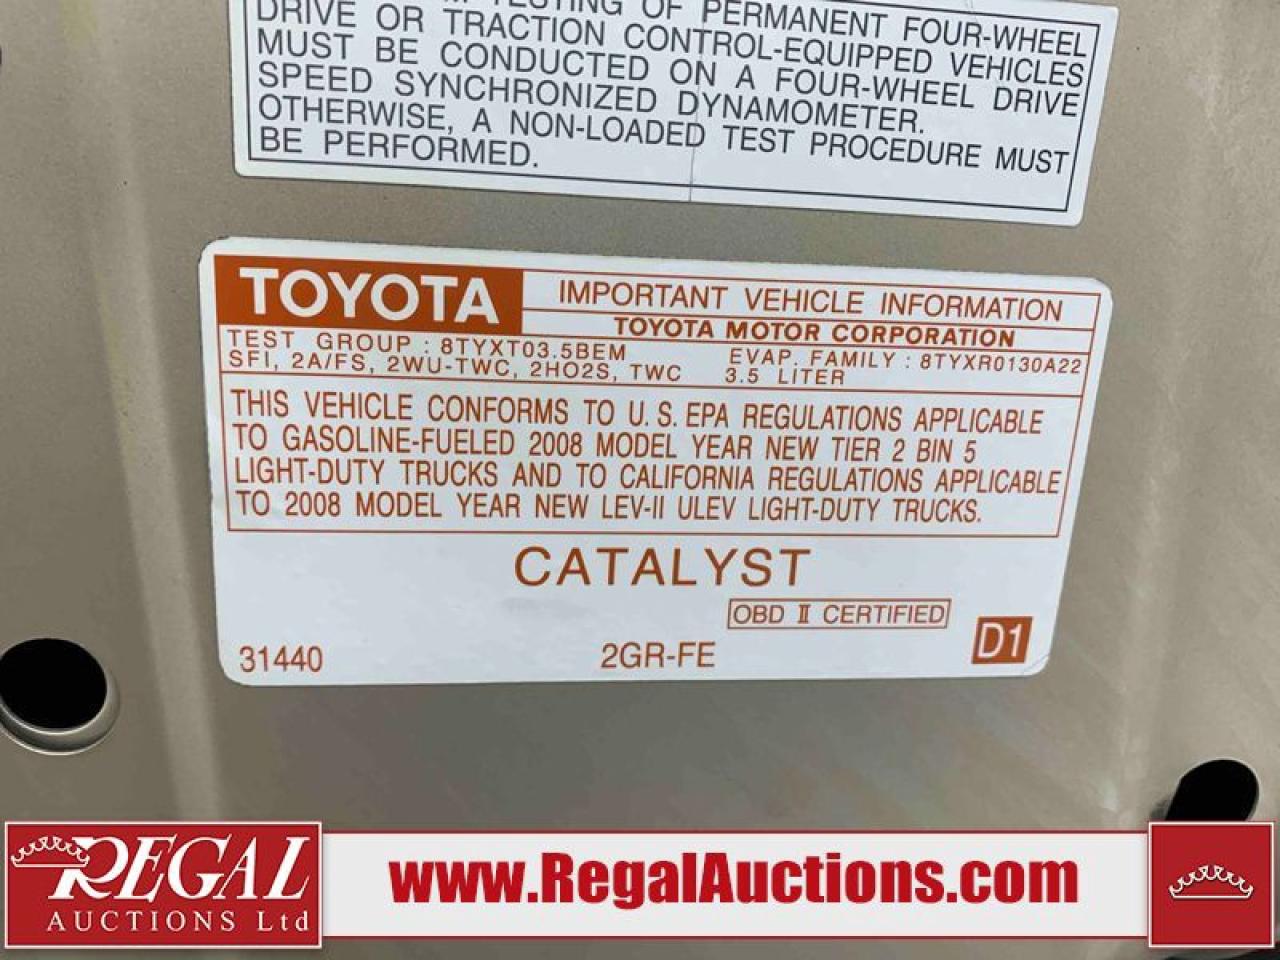 TESTING OF PERMANENT FOUR-WHEEL
DRIVE OR TRACTION CONTROL-EQUIPPED VEHICLES
MUST BE CONDUCTED ON A FOUR-WHEEL DRIVE
SPEED SYNCHRONIZED DYNAMOMETER.
OTHERWISE, A NON-LOADED TEST PROCEDURE MUST
BE PERFORMED.
TOYOTA
IMPORTANT VEHICLE INFORMATION
TOYOTA MOTOR CORPORATION
TEST GROUP : 8TYXT03.5BEM
EVAP. FAMILY : 8TYXR0130A22
SFI, 2A/FS, 2WU-TWC, 2HO2S, TWC
3.5 LITER
THIS VEHICLE CONFORMS TO U.S. EPA REGULATIONS APPLICABLE
TO GASOLINE-FUELED 2008 MODEL YEAR NEW TIER 2 BIN 5
LIGHT-DUTY TRUCKS AND TO CALIFORNIA REGULATIONS APPLICABLE
TO 2008 MODEL YEAR NEW LEV-II ULEV LIGHT-DUTY TRUCKS.
CATALYST
OBD II CERTIFIED
31440
2GR-FE
D1
REGAL
AUCTIONS Ltd
www.RegalAuctions.com